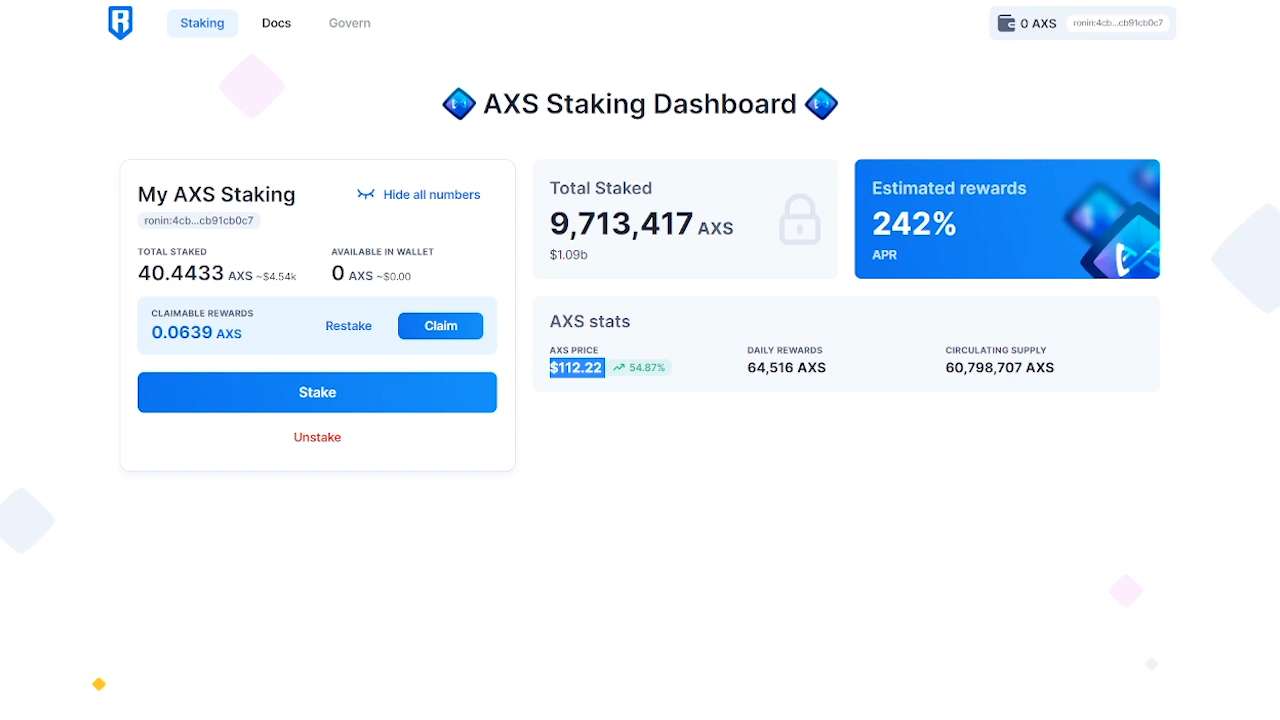 Staking Docs Govern
0 AXS ronin:4cb...cb91cb0c7
AXS Staking Dashboard
My AXS Staking
Hide all numbers
ronin:4cb...cb91cb0c7
TOTAL STAKED
40.4433 AXS ~$4.54k
AVAILABLE IN WALLET
0 AXS ~$0.00
CLAIMABLE REWARDS
0.0639 AXS
Restake
Claim
Stake
Unstake
Total Staked
9,713,417 AXS
$1.09b
Estimated rewards
242%
APR
AXS stats
AXS PRICE
$112.22 54.87%
DAILY REWARDS
64,516 AXS
CIRCULATING SUPPLY
60,798,707 AXS